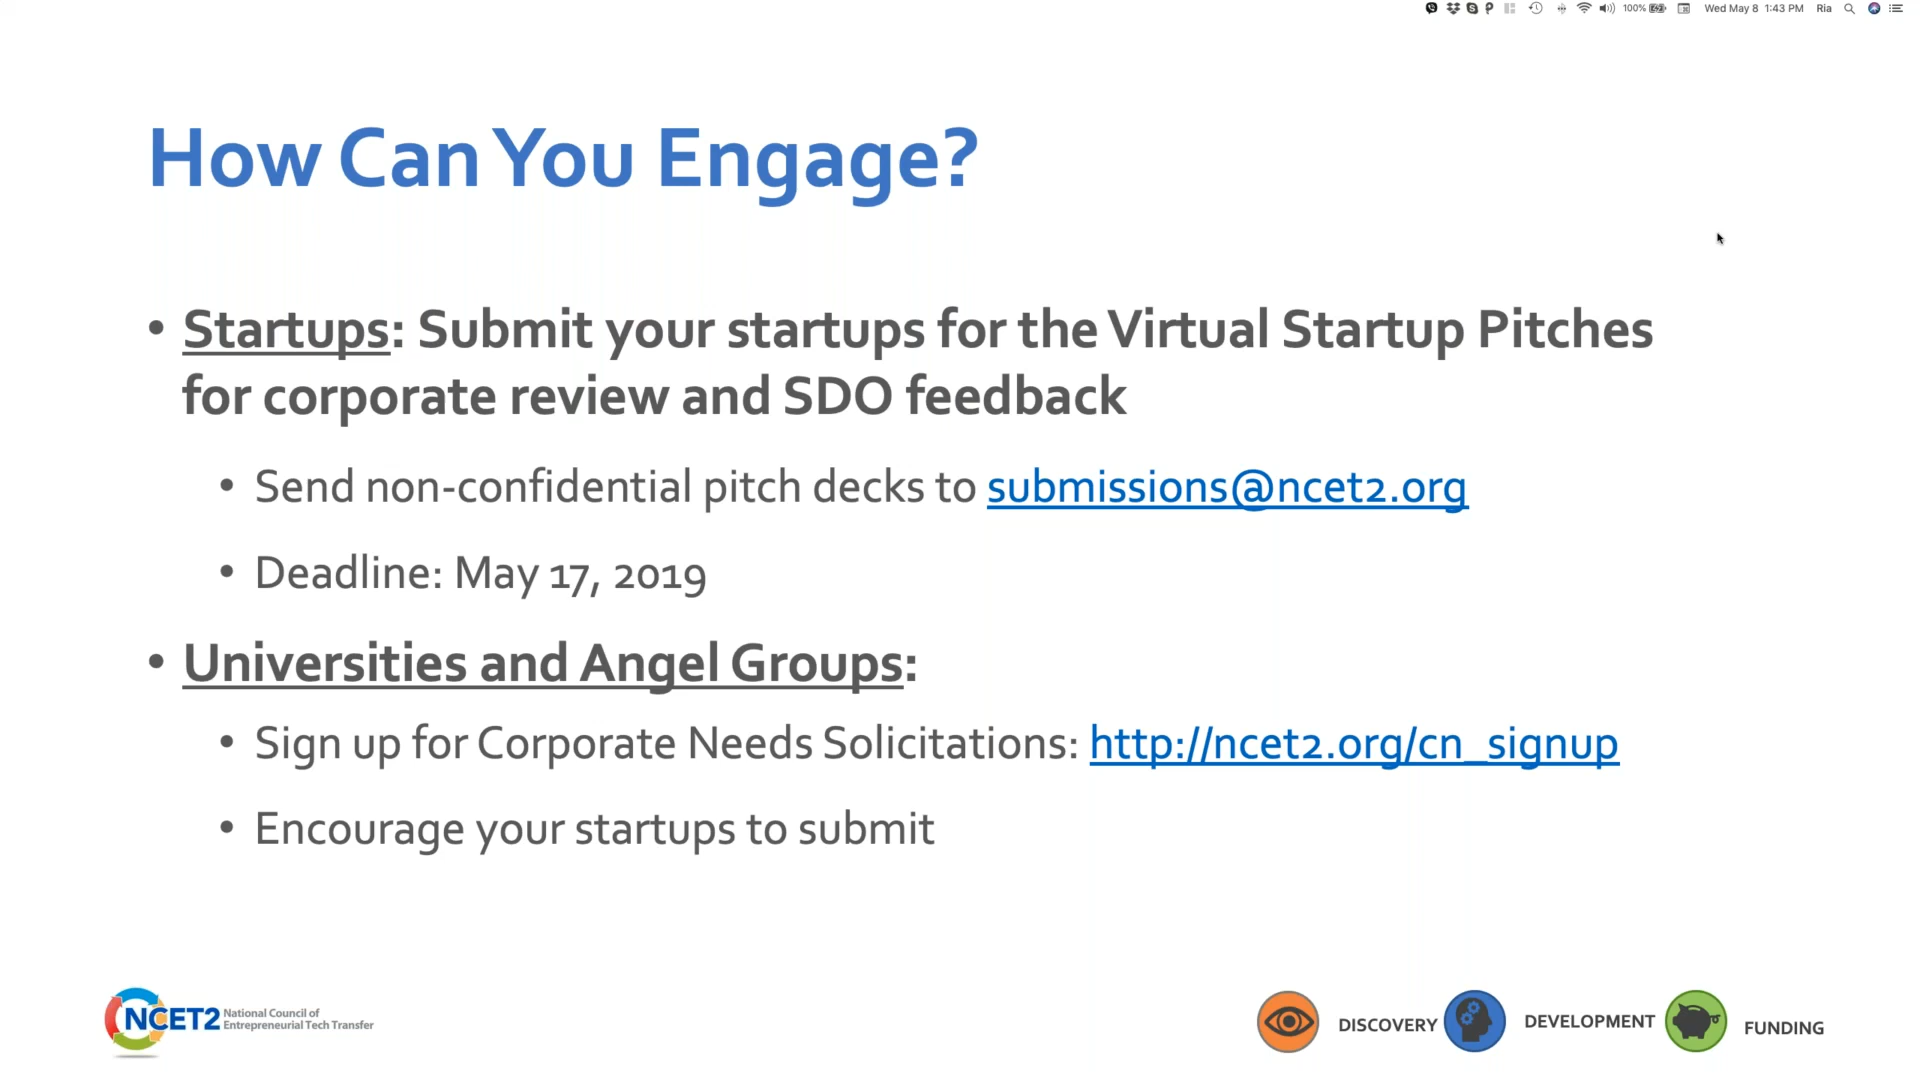 100% Wed May 8 1:43 PM Ria
How Can You Engage?
• Startups: Submit your startups for the Virtual Startup Pitches
for corporate review and SDO feedback
• Send non-confidential pitch decks to submissions@ncet2.org
• Deadline: May 17, 2019
• Universities and Angel Groups:
• Sign up for Corporate Needs Solicitations: http://ncet2.org/cn_signup
• Encourage your startups to submit
NCET2 National Council of
Entrepreneurial Tech Transfer
DISCOVERY DEVELOPMENT FUNDING